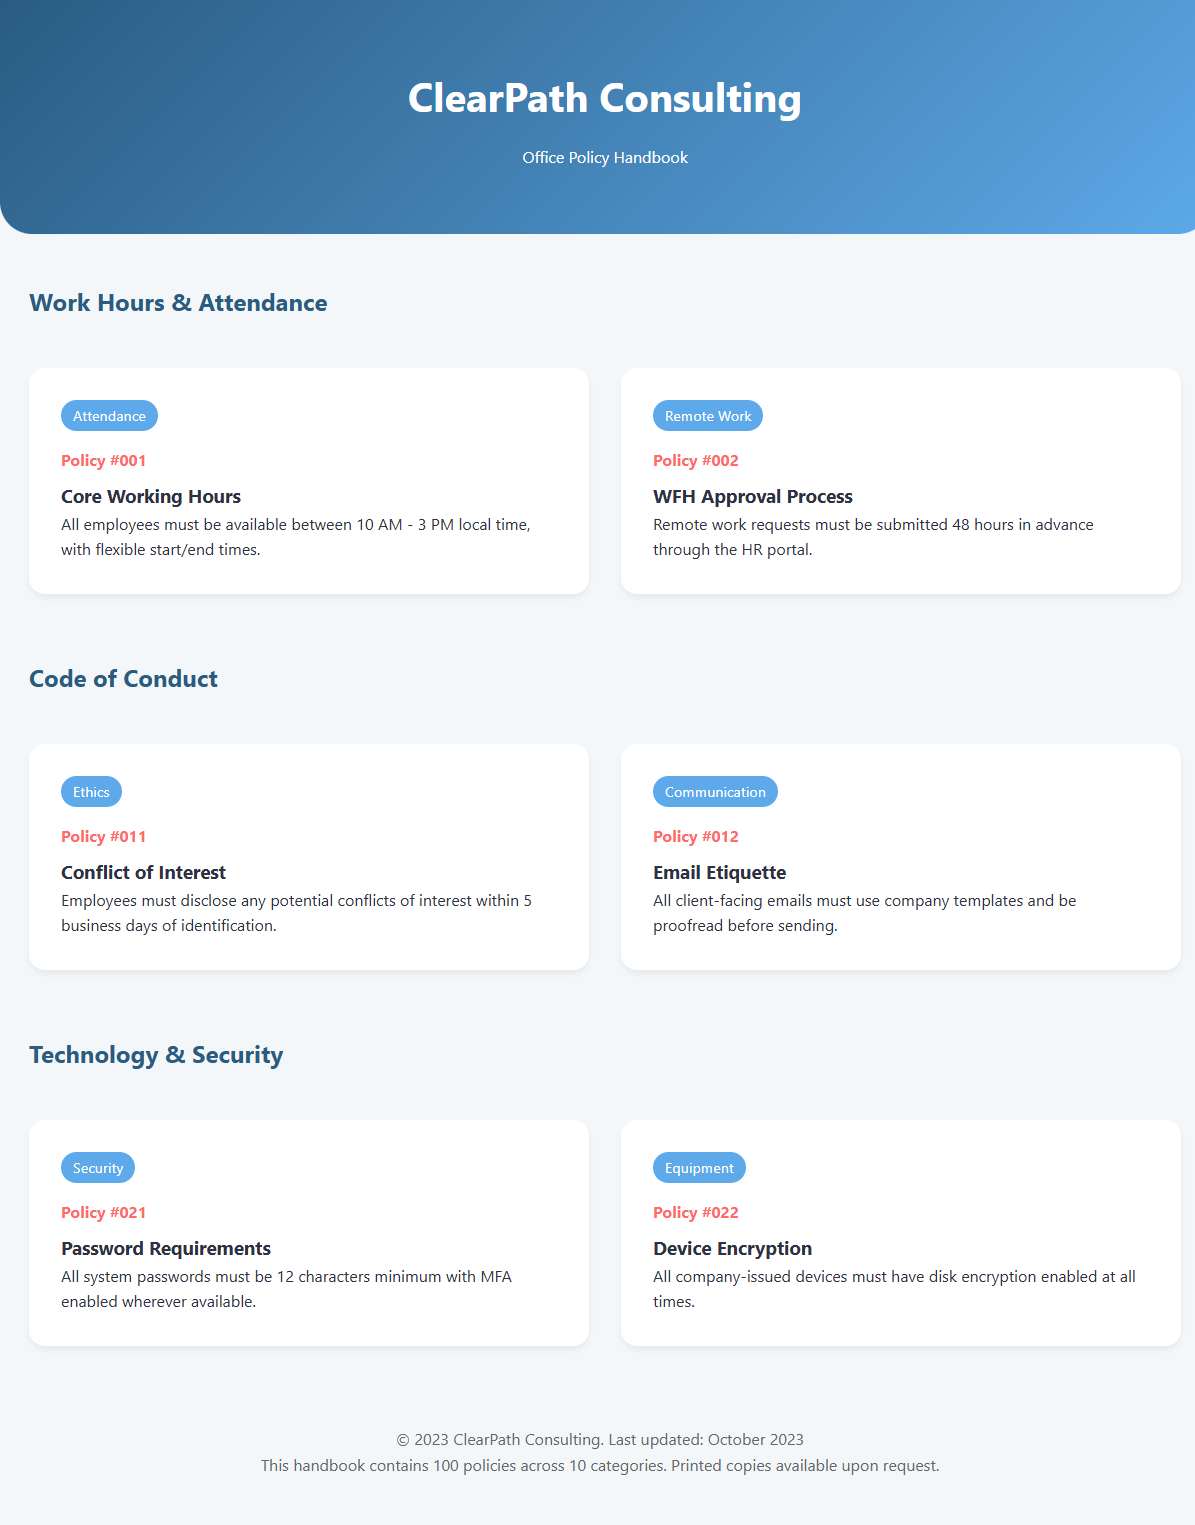 ClearPath Consulting
Office Policy Handbook
Work Hours & Attendance
Attendance
Policy #001
Core Working Hours
All employees must be available between 10 AM - 3 PM local time,
with flexible start/end times.
Remote Work
Policy #002
WFH Approval Process
Remote work requests must be submitted 48 hours in advance
through the HR portal.
Code of Conduct
Ethics
Policy #011
Conflict of Interest
Employees must disclose any potential conflicts of interest within 5
business days of identification.
Communication
Policy #012
Email Etiquette
All client-facing emails must use company templates and be
proofread before sending.
Technology & Security
Security
Policy #021
Password Requirements
All system passwords must be 12 characters minimum with MFA
enabled wherever available.
Equipment
Policy #022
Device Encryption
All company-issued devices must have disk encryption enabled at all
times.
© 2023 ClearPath Consulting. Last updated: October 2023
This handbook contains 100 policies across 10 categories. Printed copies available upon request.